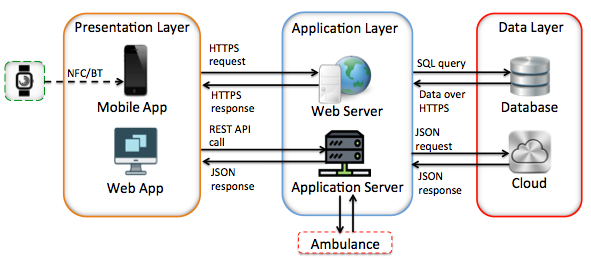 Presentation Layer
Application Layer
Data Layer
NFC/BT
Mobile App
Web App
HTTPS
request
HTTPS
response
REST API
call
JSON
response
Web Server
Application Server
SQL query
Data over
HTTPS
JSON
request
JSON
response
Database
Cloud
Ambulance